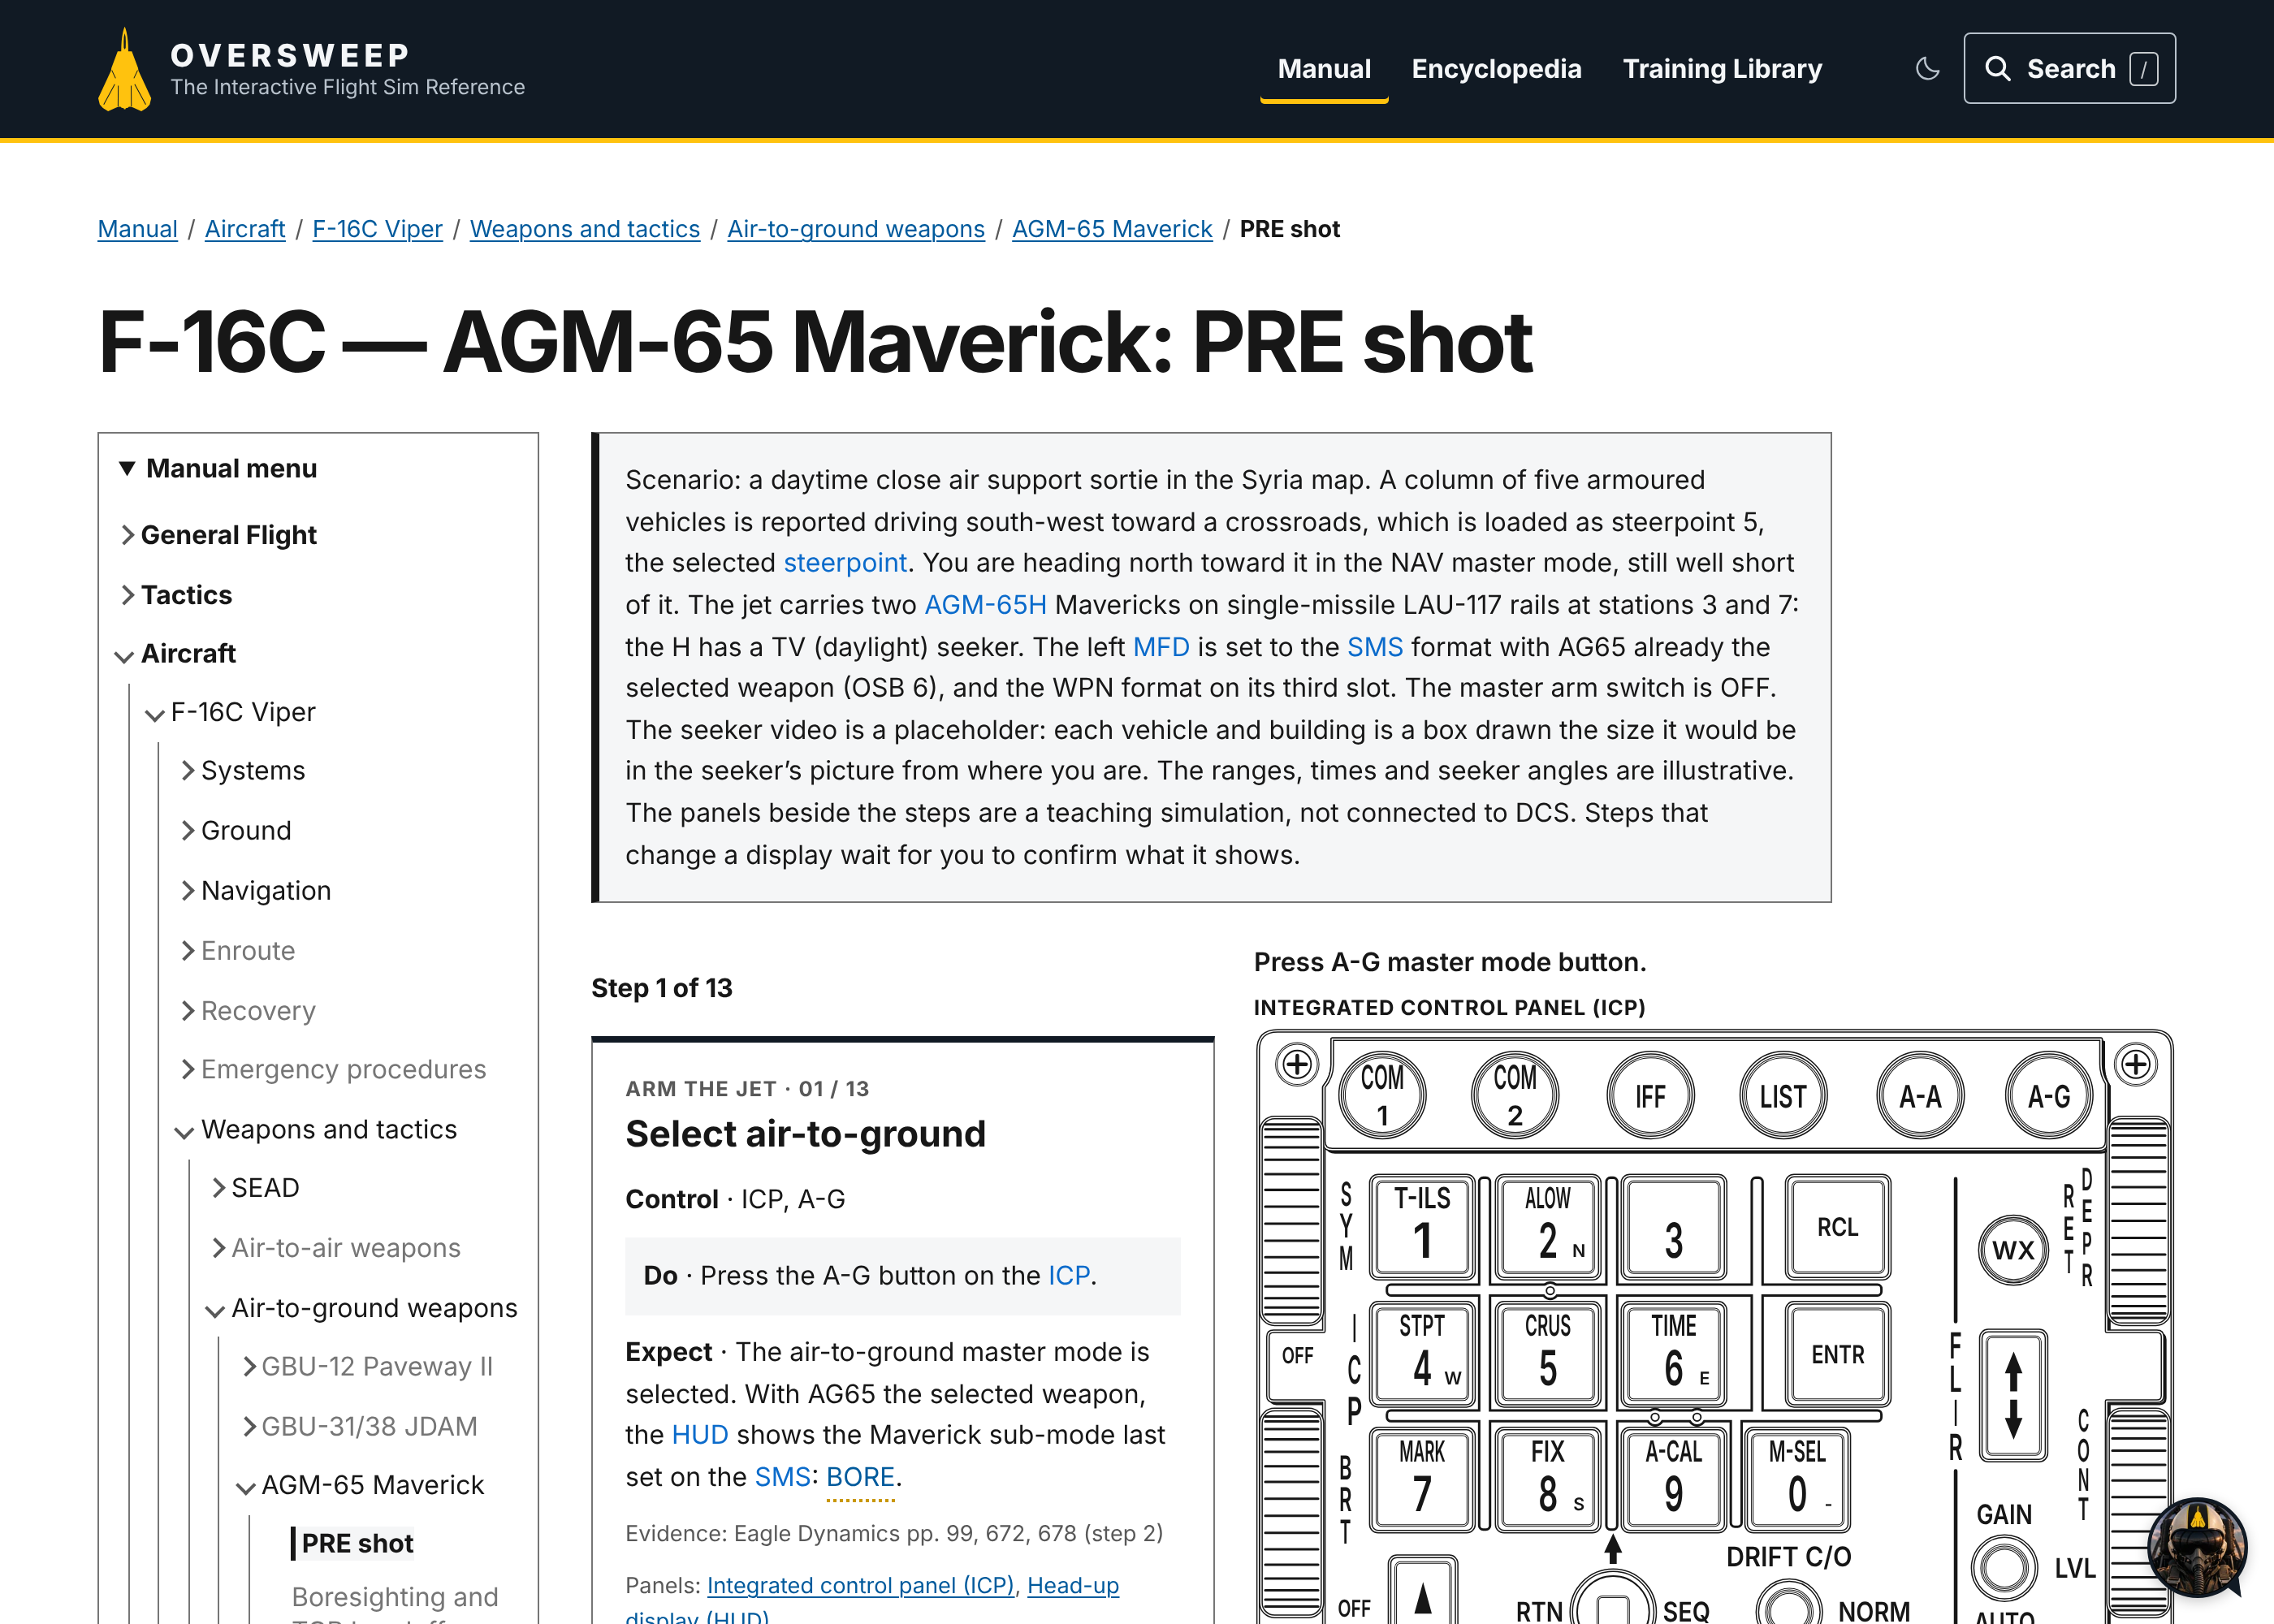 OVERSWEEP
The Interactive Flight Sim Reference
Manual
Encyclopedia
Training Library
Search /
Manual / Aircraft / F-16C Viper / Weapons and tactics / Air-to-ground weapons / AGM-65 Maverick / PRE shot
F-16C — AGM-65 Maverick: PRE shot
Manual menu
General Flight
Tactics
Aircraft
F-16C Viper
Systems
Ground
Navigation
Enroute
Recovery
Emergency procedures
Weapons and tactics
SEAD
Air-to-air weapons
Air-to-ground weapons
GBU-12 Paveway II
GBU-31/38 JDAM
AGM-65 Maverick
PRE shot
Boresighting and
Scenario: a daytime close air support sortie in the Syria map. A column of five armoured
vehicles is reported driving south-west toward a crossroads, which is loaded as steerpoint 5,
the selected steerpoint. You are heading north toward it in the NAV master mode, still well short
of it. The jet carries two AGM-65H Mavericks on single-missile LAU-117 rails at stations 3 and 7:
the H has a TV (daylight) seeker. The left MFD is set to the SMS format with AG65 already the
selected weapon (OSB 6), and the WPN format on its third slot. The master arm switch is OFF.
The seeker video is a placeholder: each vehicle and building is a box drawn the size it would be
in the seeker’s picture from where you are. The ranges, times and seeker angles are illustrative.
The panels beside the steps are a teaching simulation, not connected to DCS. Steps that
change a display wait for you to confirm what it shows.
Step 1 of 13
ARM THE JET · 01 / 13
Select air-to-ground
Control · ICP, A-G
Do · Press the A-G button on the ICP.
Expect · The air-to-ground master mode is
selected. With AG65 the selected weapon,
the HUD shows the Maverick sub-mode last
set on the SMS: BORE.
Evidence: Eagle Dynamics pp. 99, 672, 678 (step 2)
Panels: Integrated control panel (ICP), Head-up
display (HUD)
Press A-G master mode button.
INTEGRATED CONTROL PANEL (ICP)
COM 1
COM 2
IFF
LIST
A-A
A-G
SYM
T-ILS 1
ALOW 2 N
3
RCL
WX
RET
DEPR
OFF
ICP
STPT 4 W
CRUS 5
TIME 6 E
ENTR
FLIR
CONT
BRT
MARK 7
FIX 8 S
A-CAL 9
M-SEL 0 -
GAIN
LVL
AUTO
DRIFT C/O
NORM
OFF
RTN
SEQ